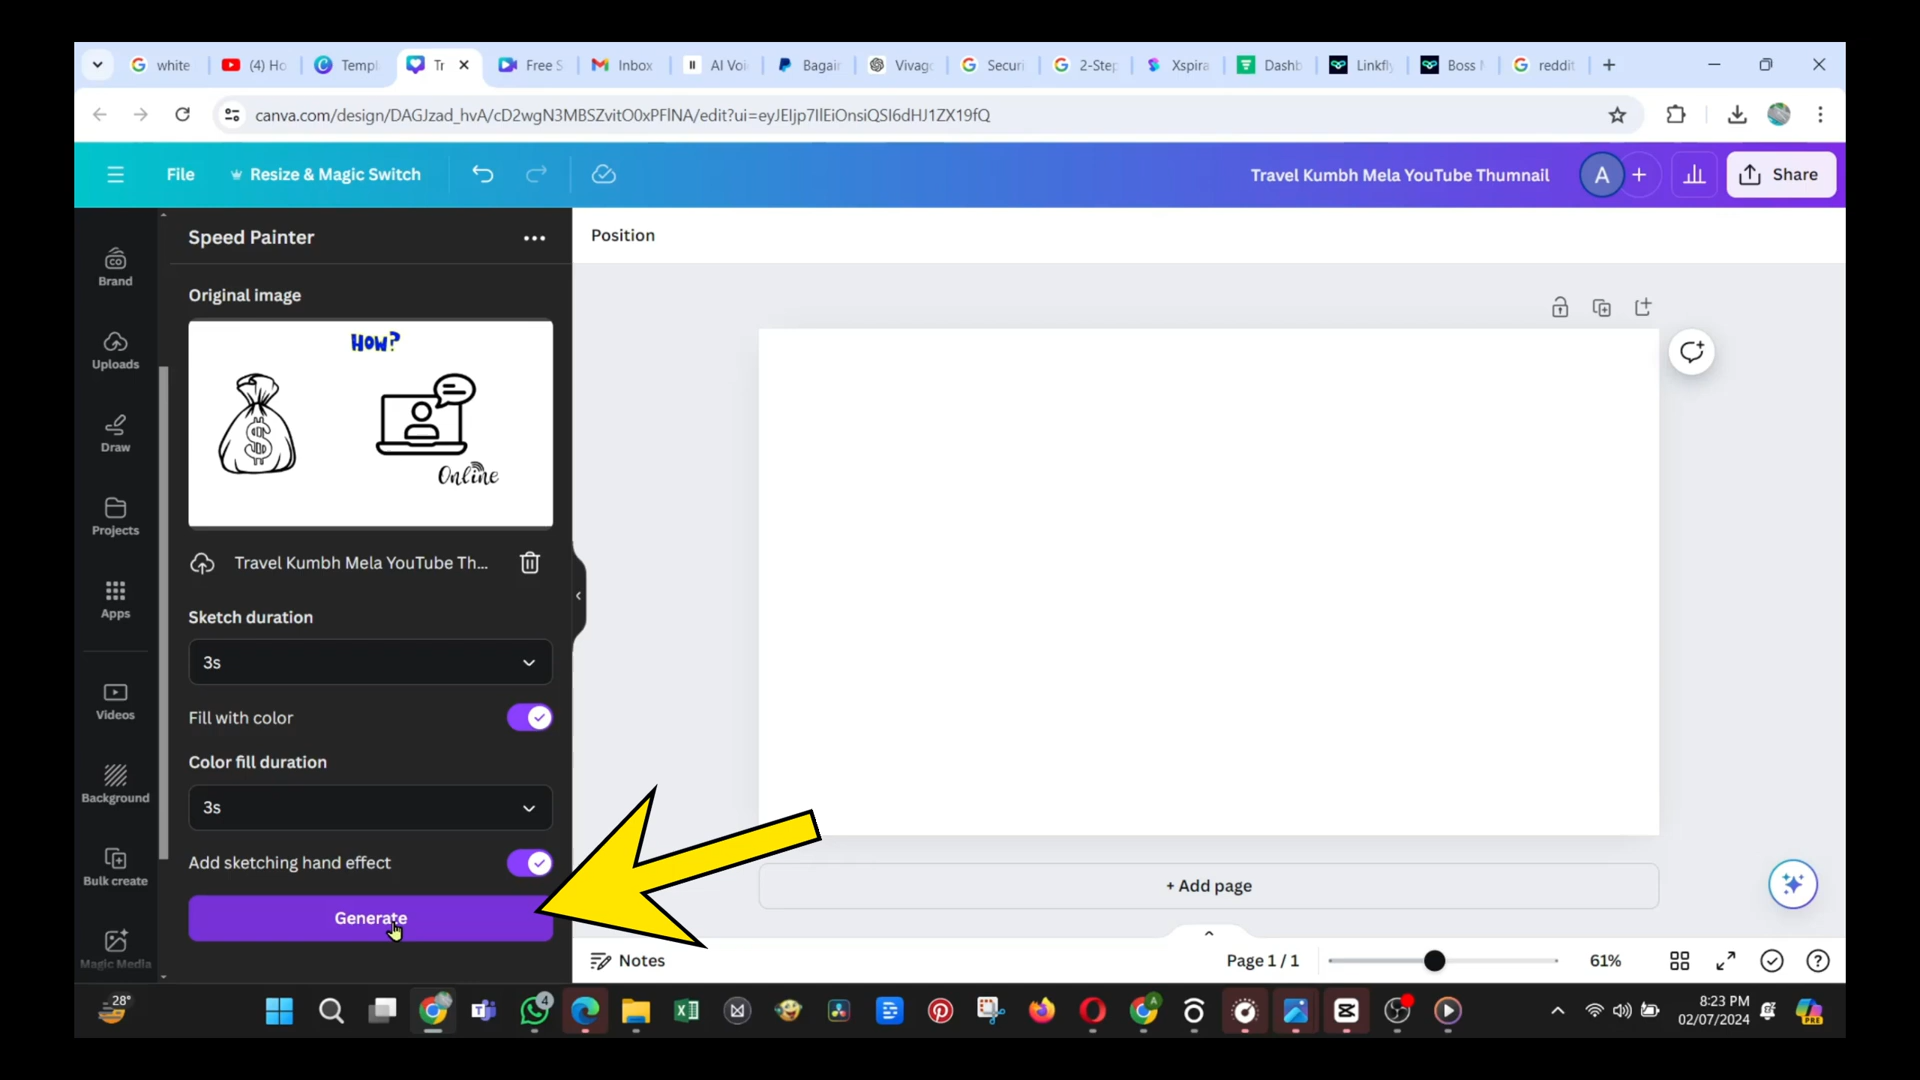 white
(4) Ho
Templ
Tr
Free S
Inbox
AI Voi
Bagair
Vivag
Securi
2-Step
Xspira
Dashb
Linkfly
Boss M
reddit
canva.com/design/DAGJzad_hvA/cD2wgN3MBSZvitO0xPFlNA/edit?ui=eyJEIjp7IlEiOnsiQSI6dHJ1ZX19fQ
File
Resize & Magic Switch
Travel Kumbh Mela YouTube Thumnail
A
Share
Speed Painter
Position
Brand
Uploads
Draw
Projects
Apps
Videos
Background
Bulk create
Magic Media
Original image
HOW?
$
Online
Travel Kumbh Mela YouTube Th...
Sketch duration
3s
Fill with color
Color fill duration
3s
Add sketching hand effect
Generate
+ Add page
Notes
Page 1 / 1
61%
28°
4
A
8:23 PM
02/07/2024
PRE